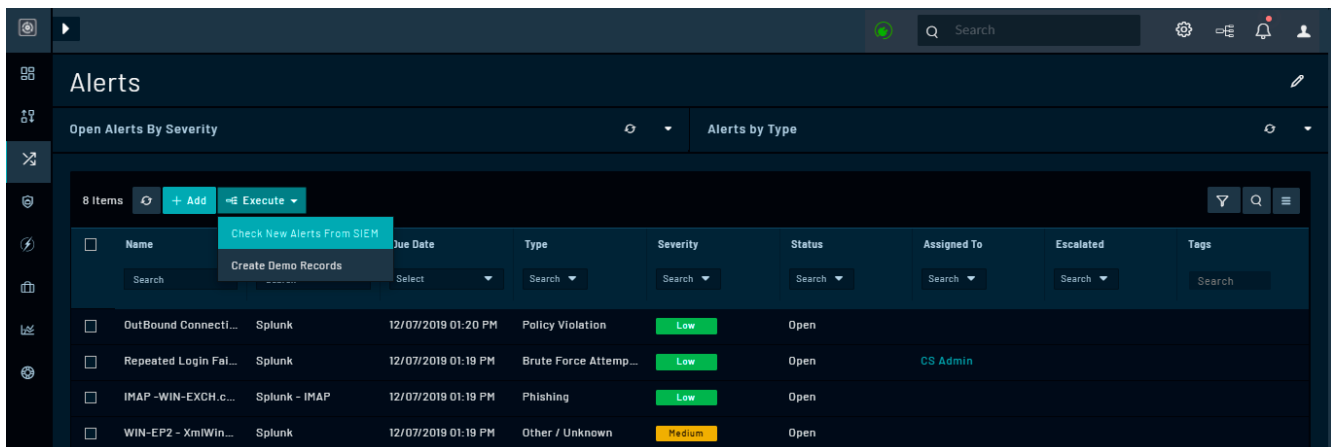 Search
Alerts
Open Alerts By Severity
Alerts by Type
8 Items
+ Add
Execute
Check New Alerts From SIEM
Create Demo Records
Name Due Date Type Severity Status Assigned To Escalated Tags
Search Select Search Search Search Search Search Search
OutBound Connecti... Splunk 12/07/2019 01:20 PM Policy Violation Low Open
Repeated Login Fai... Splunk 12/07/2019 01:19 PM Brute Force Attemp... Low Open CS Admin
IMAP -WIN-EXCH.c... Splunk - IMAP 12/07/2019 01:19 PM Phishing Low Open
WIN-EP2 - XmlWin... Splunk 12/07/2019 01:19 PM Other / Unknown Medium Open